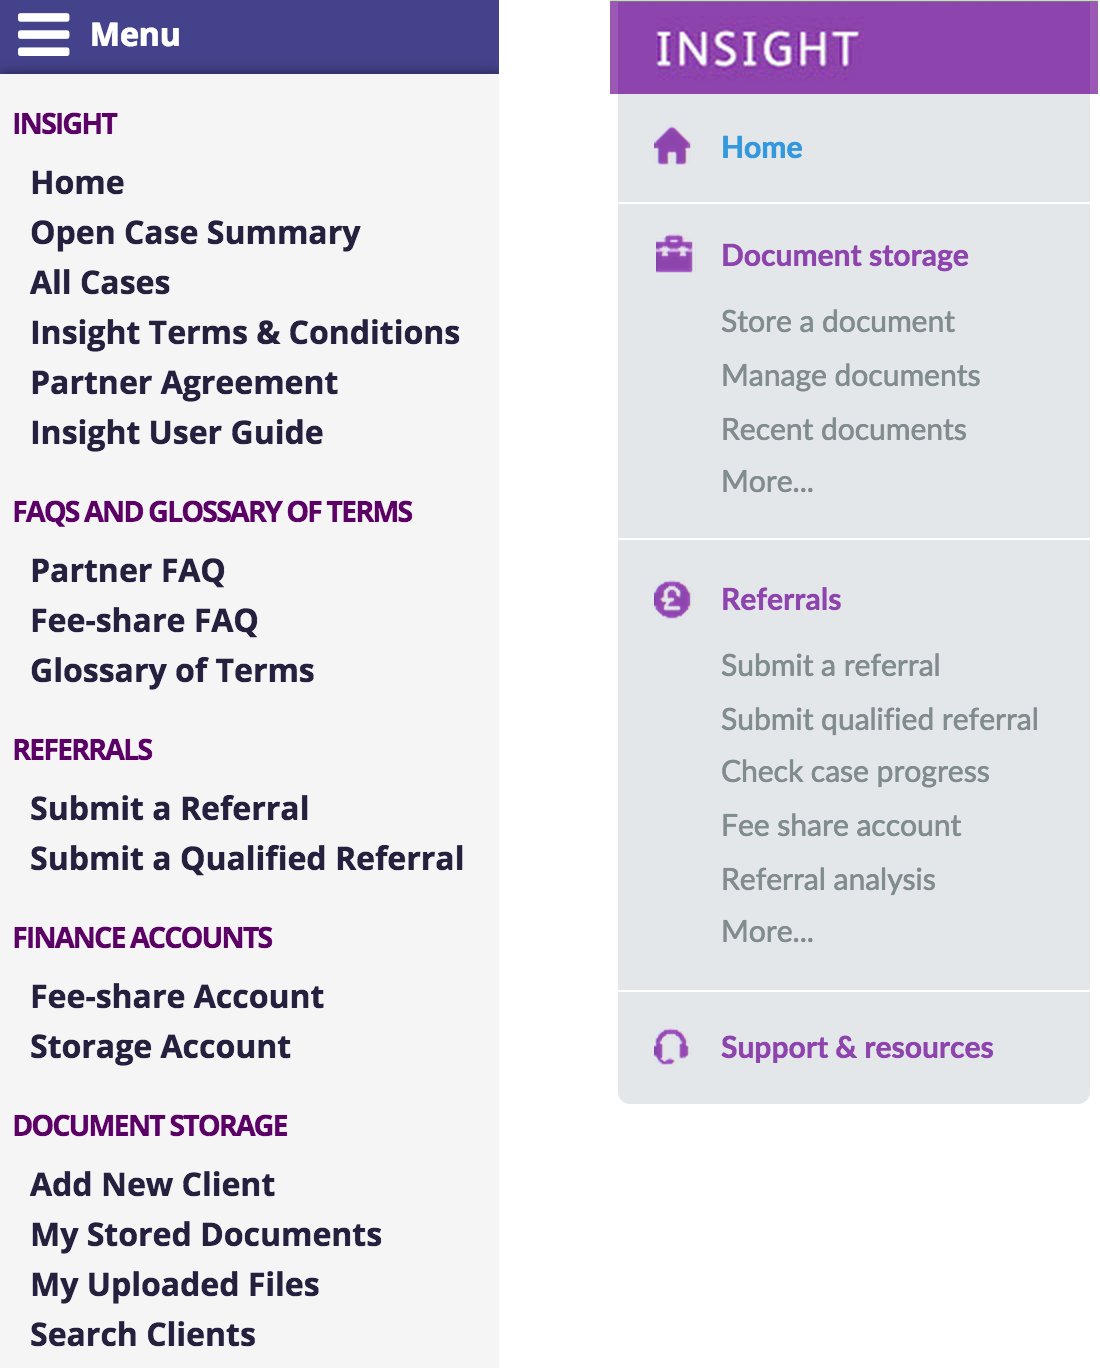 Menu
INSIGHT
Home
Open Case Summary
All Cases
Insight Terms & Conditions
Partner Agreement
Insight User Guide
FAQS AND GLOSSARY OF TERMS
Partner FAQ
Fee-share FAQ
Glossary of Terms
REFERRALS
Submit a Referral
Submit a Qualified Referral
FINANCE ACCOUNTS
Fee-share Account
Storage Account
DOCUMENT STORAGE
Add New Client
My Stored Documents
My Uploaded Files
Search Clients
INSIGHT
Home
Document storage
Store a document
Manage documents
Recent documents
More...
£ Referrals
Submit a referral
Submit qualified referral
Check case progress
Fee share account
Referral analysis
More...
Support & resources